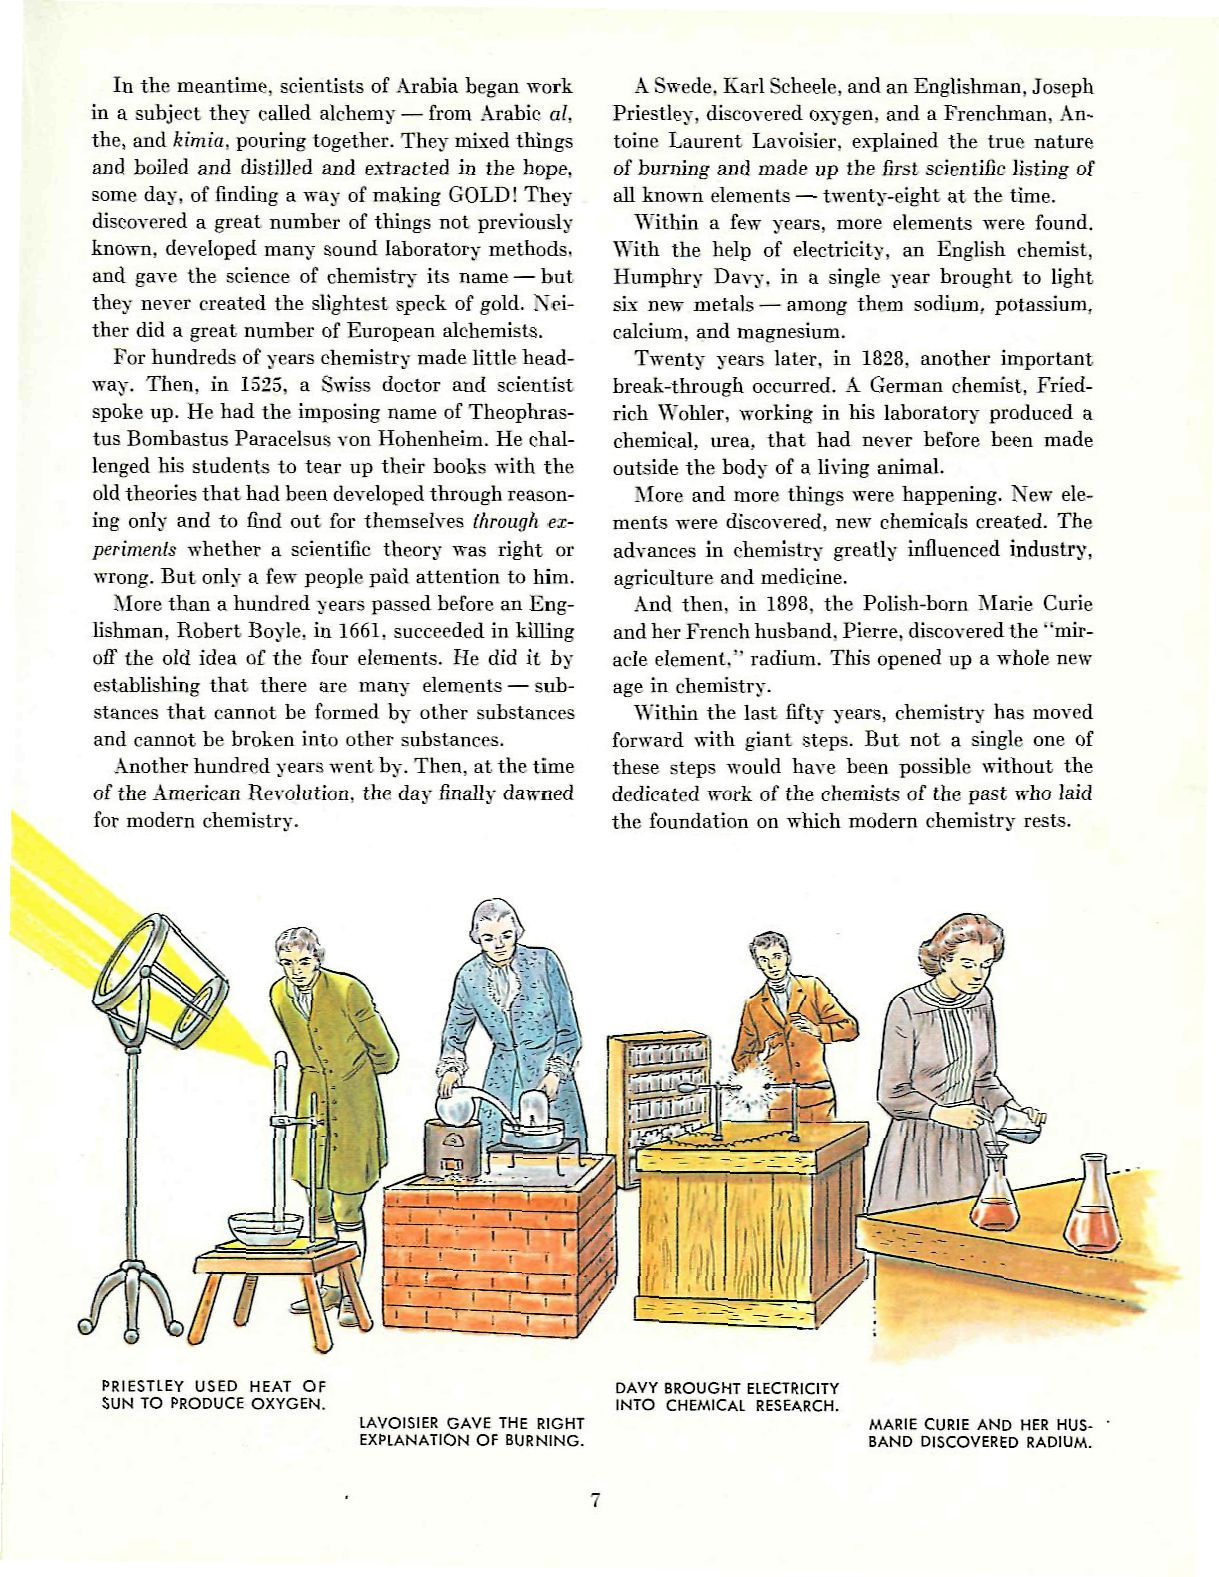 In the meantime, scientists of Arabia began work
in a subject they called alchemy — from Arabic al,
the, and kimia, pouring together. They mixed things
and boiled and distilled and extracted in the hope,
some day, of finding a way of making GOLD! They
discovered a great number of things not previously
known, developed many sound laboratory methods,
and gave the science of chemistry its name — but
they never created the slightest speck of gold. Nei-
ther did a great number of European alchemists.
For hundreds of years chemistry made little head-
way. Then, in 1525, a Swiss doctor and scientist
spoke up. He had the imposing name of Theophras-
tus Bombastus Paracelsus von Hohenheim. He chal-
lenged his students to tear up their books with the
old theories that had been developed through reason-
ing only and to find out for themselves through ex-
periments whether a scientific theory was right or
wrong. But only a few people paid attention to him.
More than a hundred years passed before an Eng-
lishman, Robert Boyle, in 1661, succeeded in killing
off the old idea of the four elements. He did it by
establishing that there are many elements — sub-
stances that cannot be formed by other substances
and cannot be broken into other substances.
Another hundred years went by. Then, at the time
of the American Revolution, the day finally dawned
for modern chemistry.
A Swede, Karl Scheele, and an Englishman, Joseph
Priestley, discovered oxygen, and a Frenchman, An-
toine Laurent Lavoisier, explained the true nature
of burning and made up the first scientific listing of
all known elements — twenty-eight at the time.
Within a few years, more elements were found.
With the help of electricity, an English chemist,
Humphry Davy, in a single year brought to light
six new metals — among them sodium, potassium,
calcium, and magnesium.
Twenty years later, in 1828, another important
break-through occurred. A German chemist, Fried-
rich Wohler, working in his laboratory produced a
chemical, urea, that had never before been made
outside the body of a living animal.
More and more things were happening. New ele-
ments were discovered, new chemicals created. The
advances in chemistry greatly influenced industry,
agriculture and medicine.
And then, in 1898, the Polish-born Marie Curie
and her French husband, Pierre, discovered the "mir-
acle element," radium. This opened up a whole new
age in chemistry.
Within the last fifty years, chemistry has moved
forward with giant steps. But not a single one of
these steps would have been possible without the
dedicated work of the chemists of the past who laid
the foundation on which modern chemistry rests.
PRIESTLEY USED HEAT OF
SUN TO PRODUCE OXYGEN.
LAVOISIER GAVE THE RIGHT
EXPLANATION OF BURNING.
DAVY BROUGHT ELECTRICITY
INTO CHEMICAL RESEARCH.
MARIE CURIE AND HER HUS-
BAND DISCOVERED RADIUM.
7